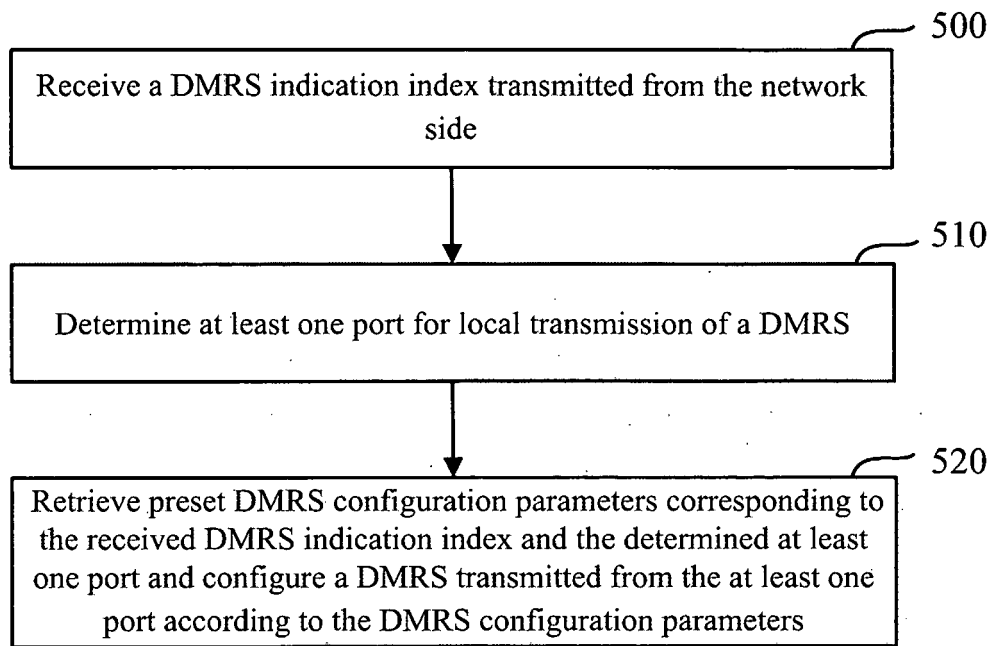 500
Receive a DMRS indication index transmitted from the network
side
510
Determine at least one port for local transmission of a DMRS
520
Retrieve preset DMRS configuration parameters corresponding to
the received DMRS indication index and the determined at least
one port and configure a DMRS transmitted from the at least one
port according to the DMRS configuration parameters